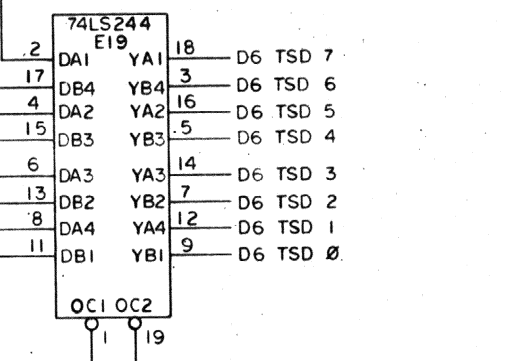 74LS244
E19
2 DA1 YA1 18 D6 TSD 7
17 DB4 YB4 3 D6 TSD 6
4 DA2 YA2 16 D6 TSD 5
15 DB3 YB3 5 D6 TSD 4
6 DA3 YA3 14 D6 TSD 3
13 DB2 YB2 7 D6 TSD 2
8 DA4 YA4 12 D6 TSD 1
11 DB1 YB1 9 D6 TSD Ø
OC1 OC2
1 19